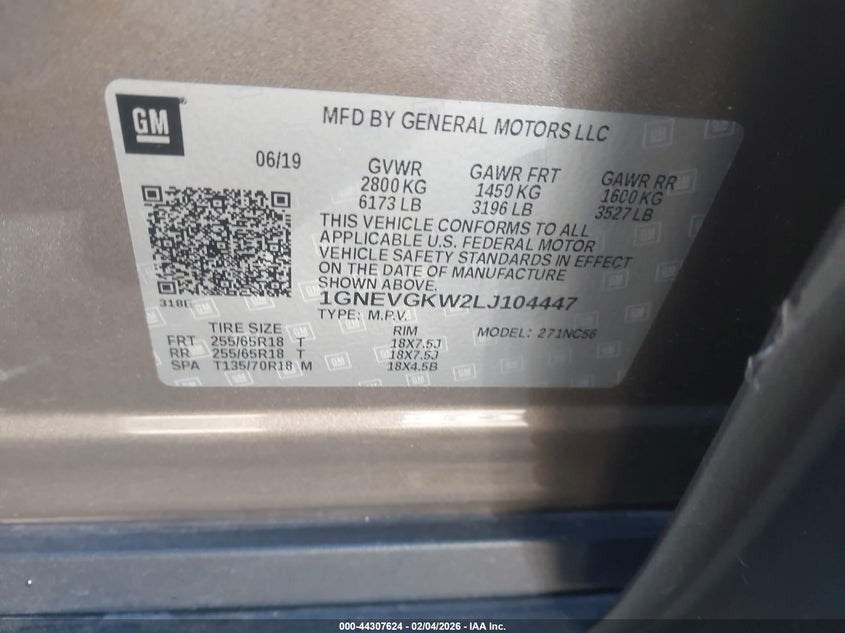 GM
MFD BY GENERAL MOTORS LLC
06/19
GVWR
2800 KG
6173 LB
GAWR FRT
1450 KG
3196 LB
GAWR RR
1600 KG
3527 LB
THIS VEHICLE CONFORMS TO ALL
APPLICABLE U.S. FEDERAL MOTOR
VEHICLE SAFETY STANDARDS IN EFFECT
ON THE DATE OF MANUFACTURE
SHOWN ABOVE.
318E
1GNEVGKW2LJ104447
TYPE: M.P.V. MODEL: 271NC56
TIRE SIZE RIM
FRT 255/65R18 T 18X7.5J
RR 255/65R18 T 18X7.5J
SPA T135/70R18 M 18X4.5B
000-44307624 - 02/04/2026 - IAA Inc.